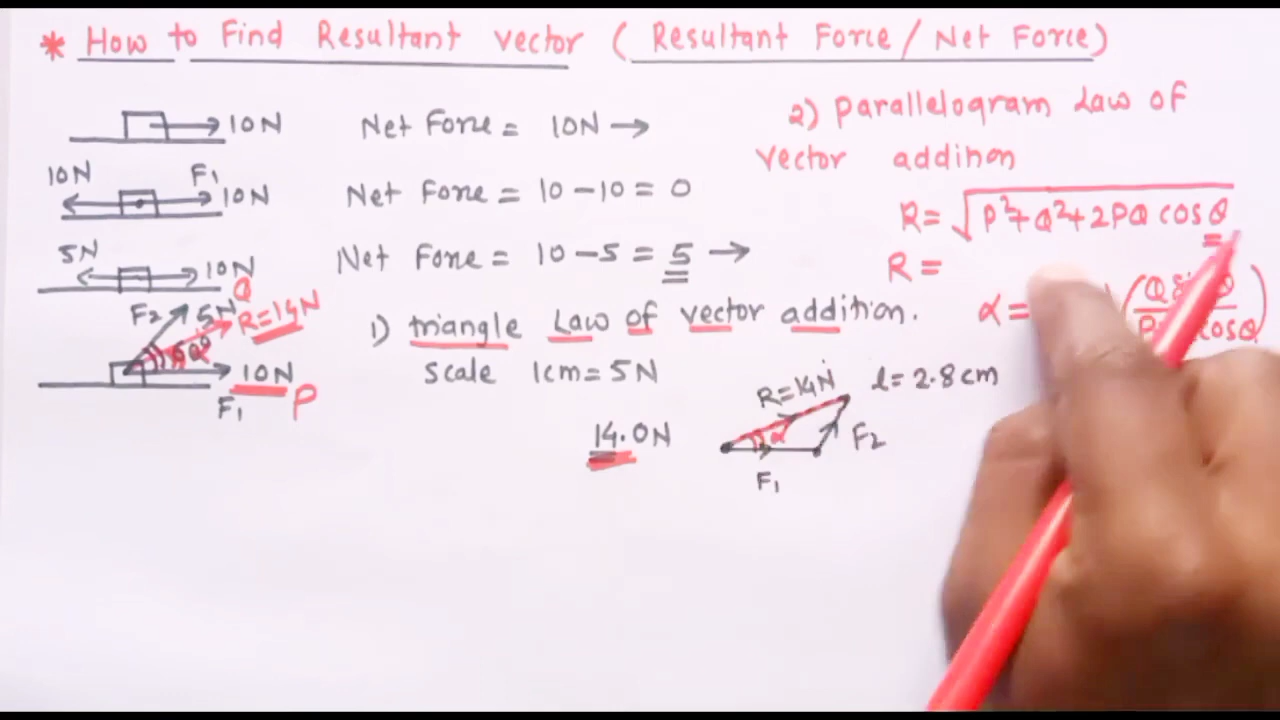 * How to Find Resultant vector ( Resultant Force / Net Force)
10N
Net Force = 10N →
10N F₁ 10N
Net Force = 10 - 10 = 0
5N 10N
Net Force = 10 - 5 = 5 →
F₂ 5N Q R=14N
α
10N P
F₁
1) triangle Law of vector addition.
scale 1cm = 5N
14.0N
R=14N l = 2.8cm
α F₂
F₁
2) parallelogram Law of
vector addition
R = √P²+Q²+2PQ cosθ
R =
α =
cosθ